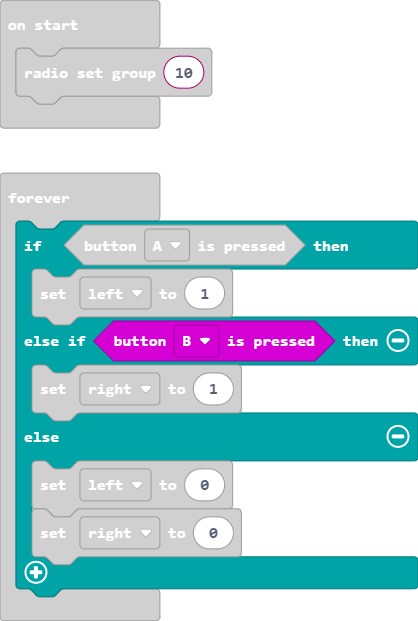 on start
radio set group 10
forever
if button A is pressed then
set left to 1
else if button B is pressed then
set right to 1
else
set left to 0
set right to 0